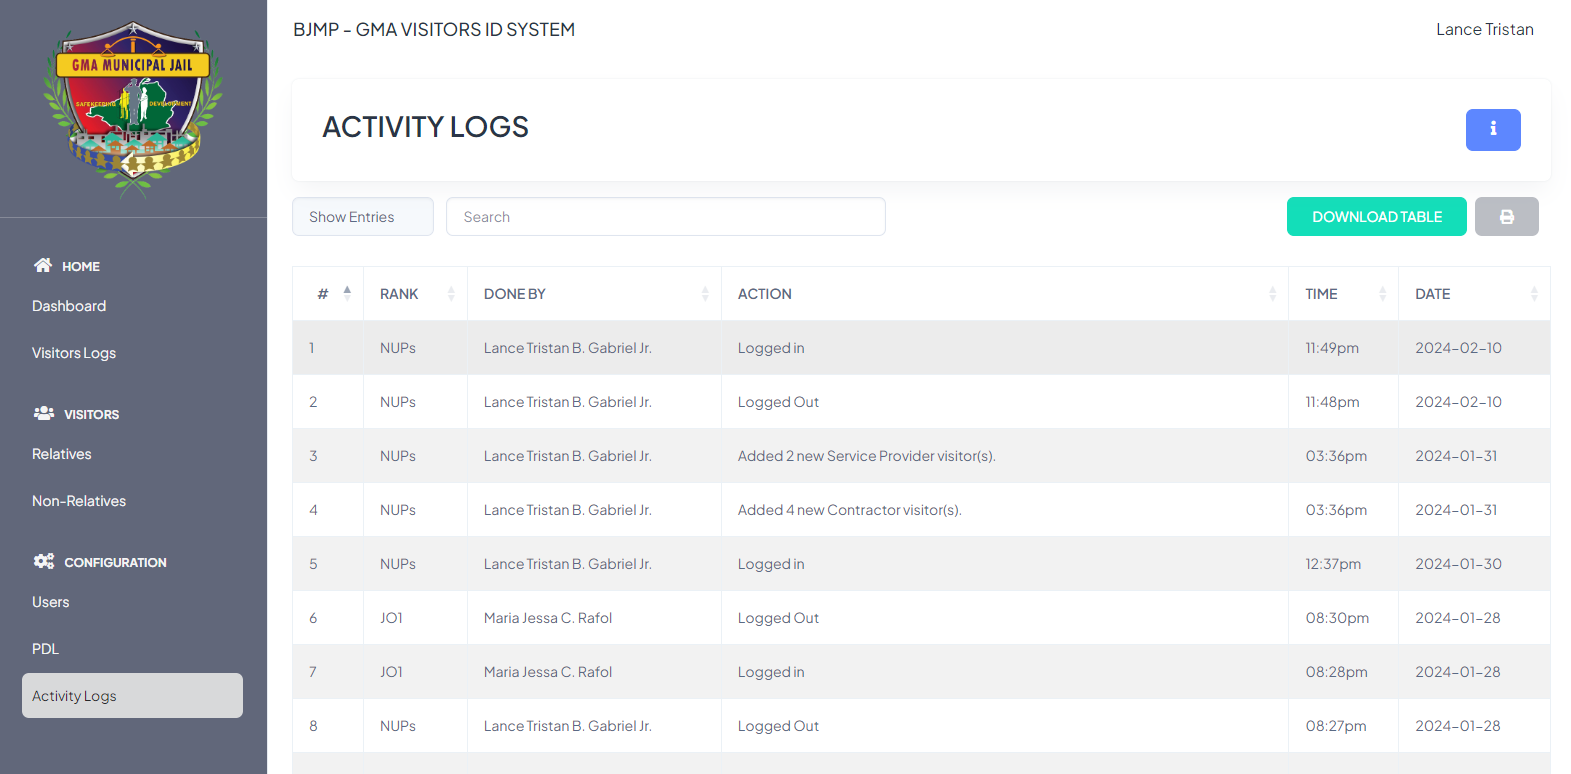 GMA MUNICIPAL JAIL
SAFEKEEPING DEVELOPMENT
HOME
Dashboard
Visitors Logs
VISITORS
Relatives
Non-Relatives
CONFIGURATION
Users
PDL
Activity Logs
BJMP - GMA VISITORS ID SYSTEM
Lance Tristan
ACTIVITY LOGS
Show Entries
Search
DOWNLOAD TABLE
# RANK DONE BY ACTION TIME DATE
1 NUPs Lance Tristan B. Gabriel Jr. Logged in 11:49pm 2024-02-10
2 NUPs Lance Tristan B. Gabriel Jr. Logged Out 11:48pm 2024-02-10
3 NUPs Lance Tristan B. Gabriel Jr. Added 2 new Service Provider visitor(s). 03:36pm 2024-01-31
4 NUPs Lance Tristan B. Gabriel Jr. Added 4 new Contractor visitor(s). 03:36pm 2024-01-31
5 NUPs Lance Tristan B. Gabriel Jr. Logged in 12:37pm 2024-01-30
6 JO1 Maria Jessa C. Rafol Logged Out 08:30pm 2024-01-28
7 JO1 Maria Jessa C. Rafol Logged in 08:28pm 2024-01-28
8 NUPs Lance Tristan B. Gabriel Jr. Logged Out 08:27pm 2024-01-28